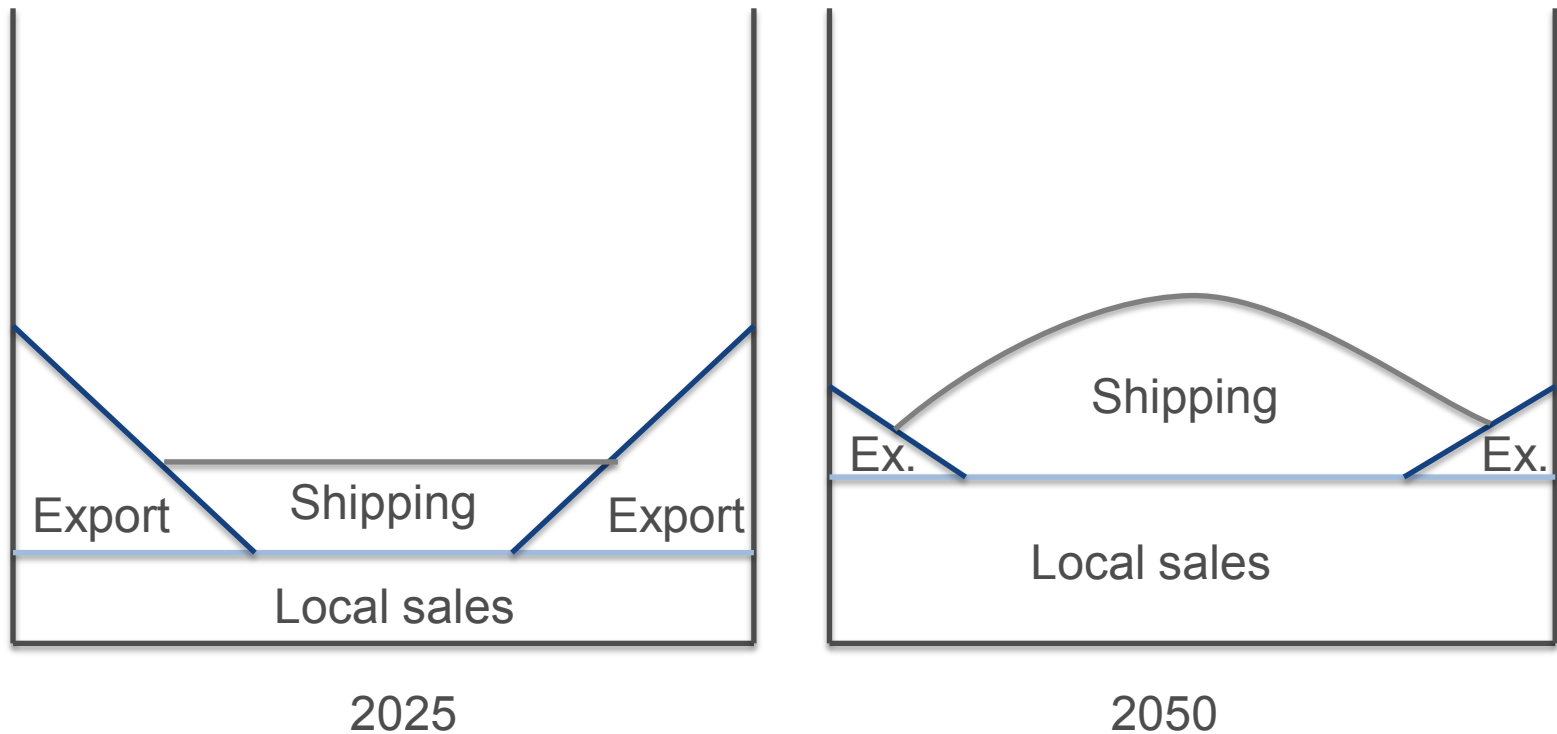 Export
Shipping
Export
Local sales
2025
Ex.
Shipping
Ex.
Local sales
2050